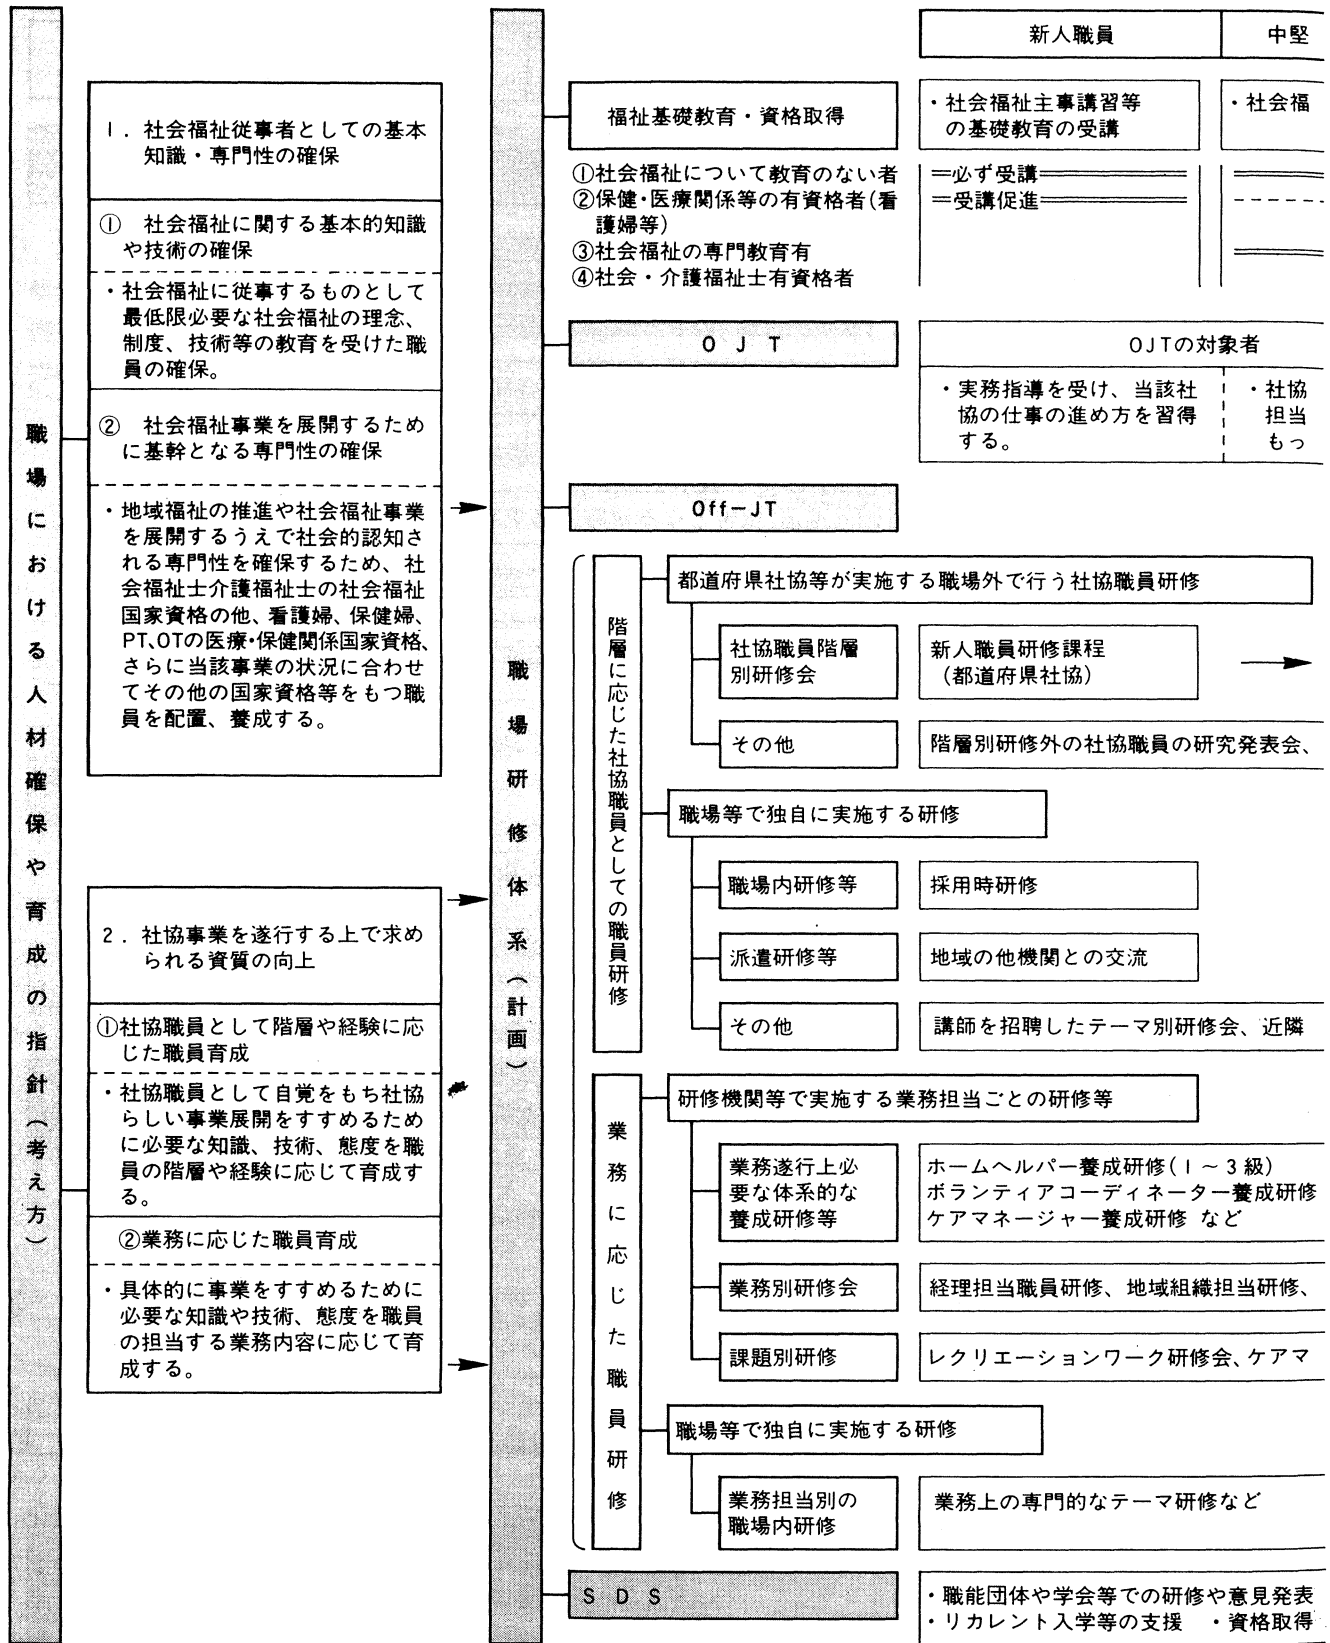 職場における人材確保や育成の指針（考え方）
1．社会福祉従事者としての基本
知識・専門性の確保
①　社会福祉に関する基本的知識
や技術の確保
・社会福祉に従事するものとして
最低限必要な社会福祉の理念、
制度、技術等の教育を受けた職
員の確保。
②　社会福祉事業を展開するため
に基幹となる専門性の確保
・地域福祉の推進や社会福祉事業
を展開するうえで社会的認知さ
れる専門性を確保するため、社
会福祉士介護福祉士の社会福祉
国家資格の他、看護婦、保健婦、
PT、OTの医療・保健関係国家資格、
さらに当該事業の状況に合わせ
てその他の国家資格等をもつ職
員を配置、養成する。
2．社協事業を遂行する上で求め
られる資質の向上
①社協職員として階層や経験に応
じた職員育成
・社協職員として自覚をもち社協
らしい事業展開をすすめるため
に必要な知識、技術、態度を職
員の階層や経験に応じて育成す
る。
②業務に応じた職員育成
・具体的に事業をすすめるために
必要な知識や技術、態度を職員
の担当する業務内容に応じて育
成する。
職場研修体系（計画）
新人職員
中堅
福祉基礎教育・資格取得
・社会福祉主事講習等
の基礎教育の受講
・社会福
①社会福祉について教育のない者
＝必ず受講
②保健・医療関係等の有資格者（看
護婦等）
＝受講促進
③社会福祉の専門教育有
④社会・介護福祉士有資格者
OJT
OJTの対象者
・実務指導を受け、当該社
協の仕事の進め方を習得
する。
・社協
担当
もっ
Off-JT
階層に応じた社協職員としての職員研修
都道府県社協等が実施する職場外で行う社協職員研修
社協職員階層
別研修会
新人職員研修課程
（都道府県社協）
その他
階層別研修外の社協職員の研究発表会、
職場等で独自に実施する研修
職場内研修等
採用時研修
派遣研修等
地域の他機関との交流
その他
講師を招聘したテーマ別研修会、近隣
業務に応じた職員研修
研修機関等で実施する業務担当ごとの研修等
業務遂行上必
要な体系的な
養成研修等
ホームヘルパー養成研修（1～3級）
ボランティアコーディネーター養成研修
ケアマネージャー養成研修 など
業務別研修会
経理担当職員研修、地域組織担当研修、
課題別研修
レクリエーションワーク研修会、ケアマ
職場等で独自に実施する研修
業務担当別の
職場内研修
業務上の専門的なテーマ研修など
SDS
・職能団体や学会等での研修や意見発表
・リカレント入学等の支援　・資格取得